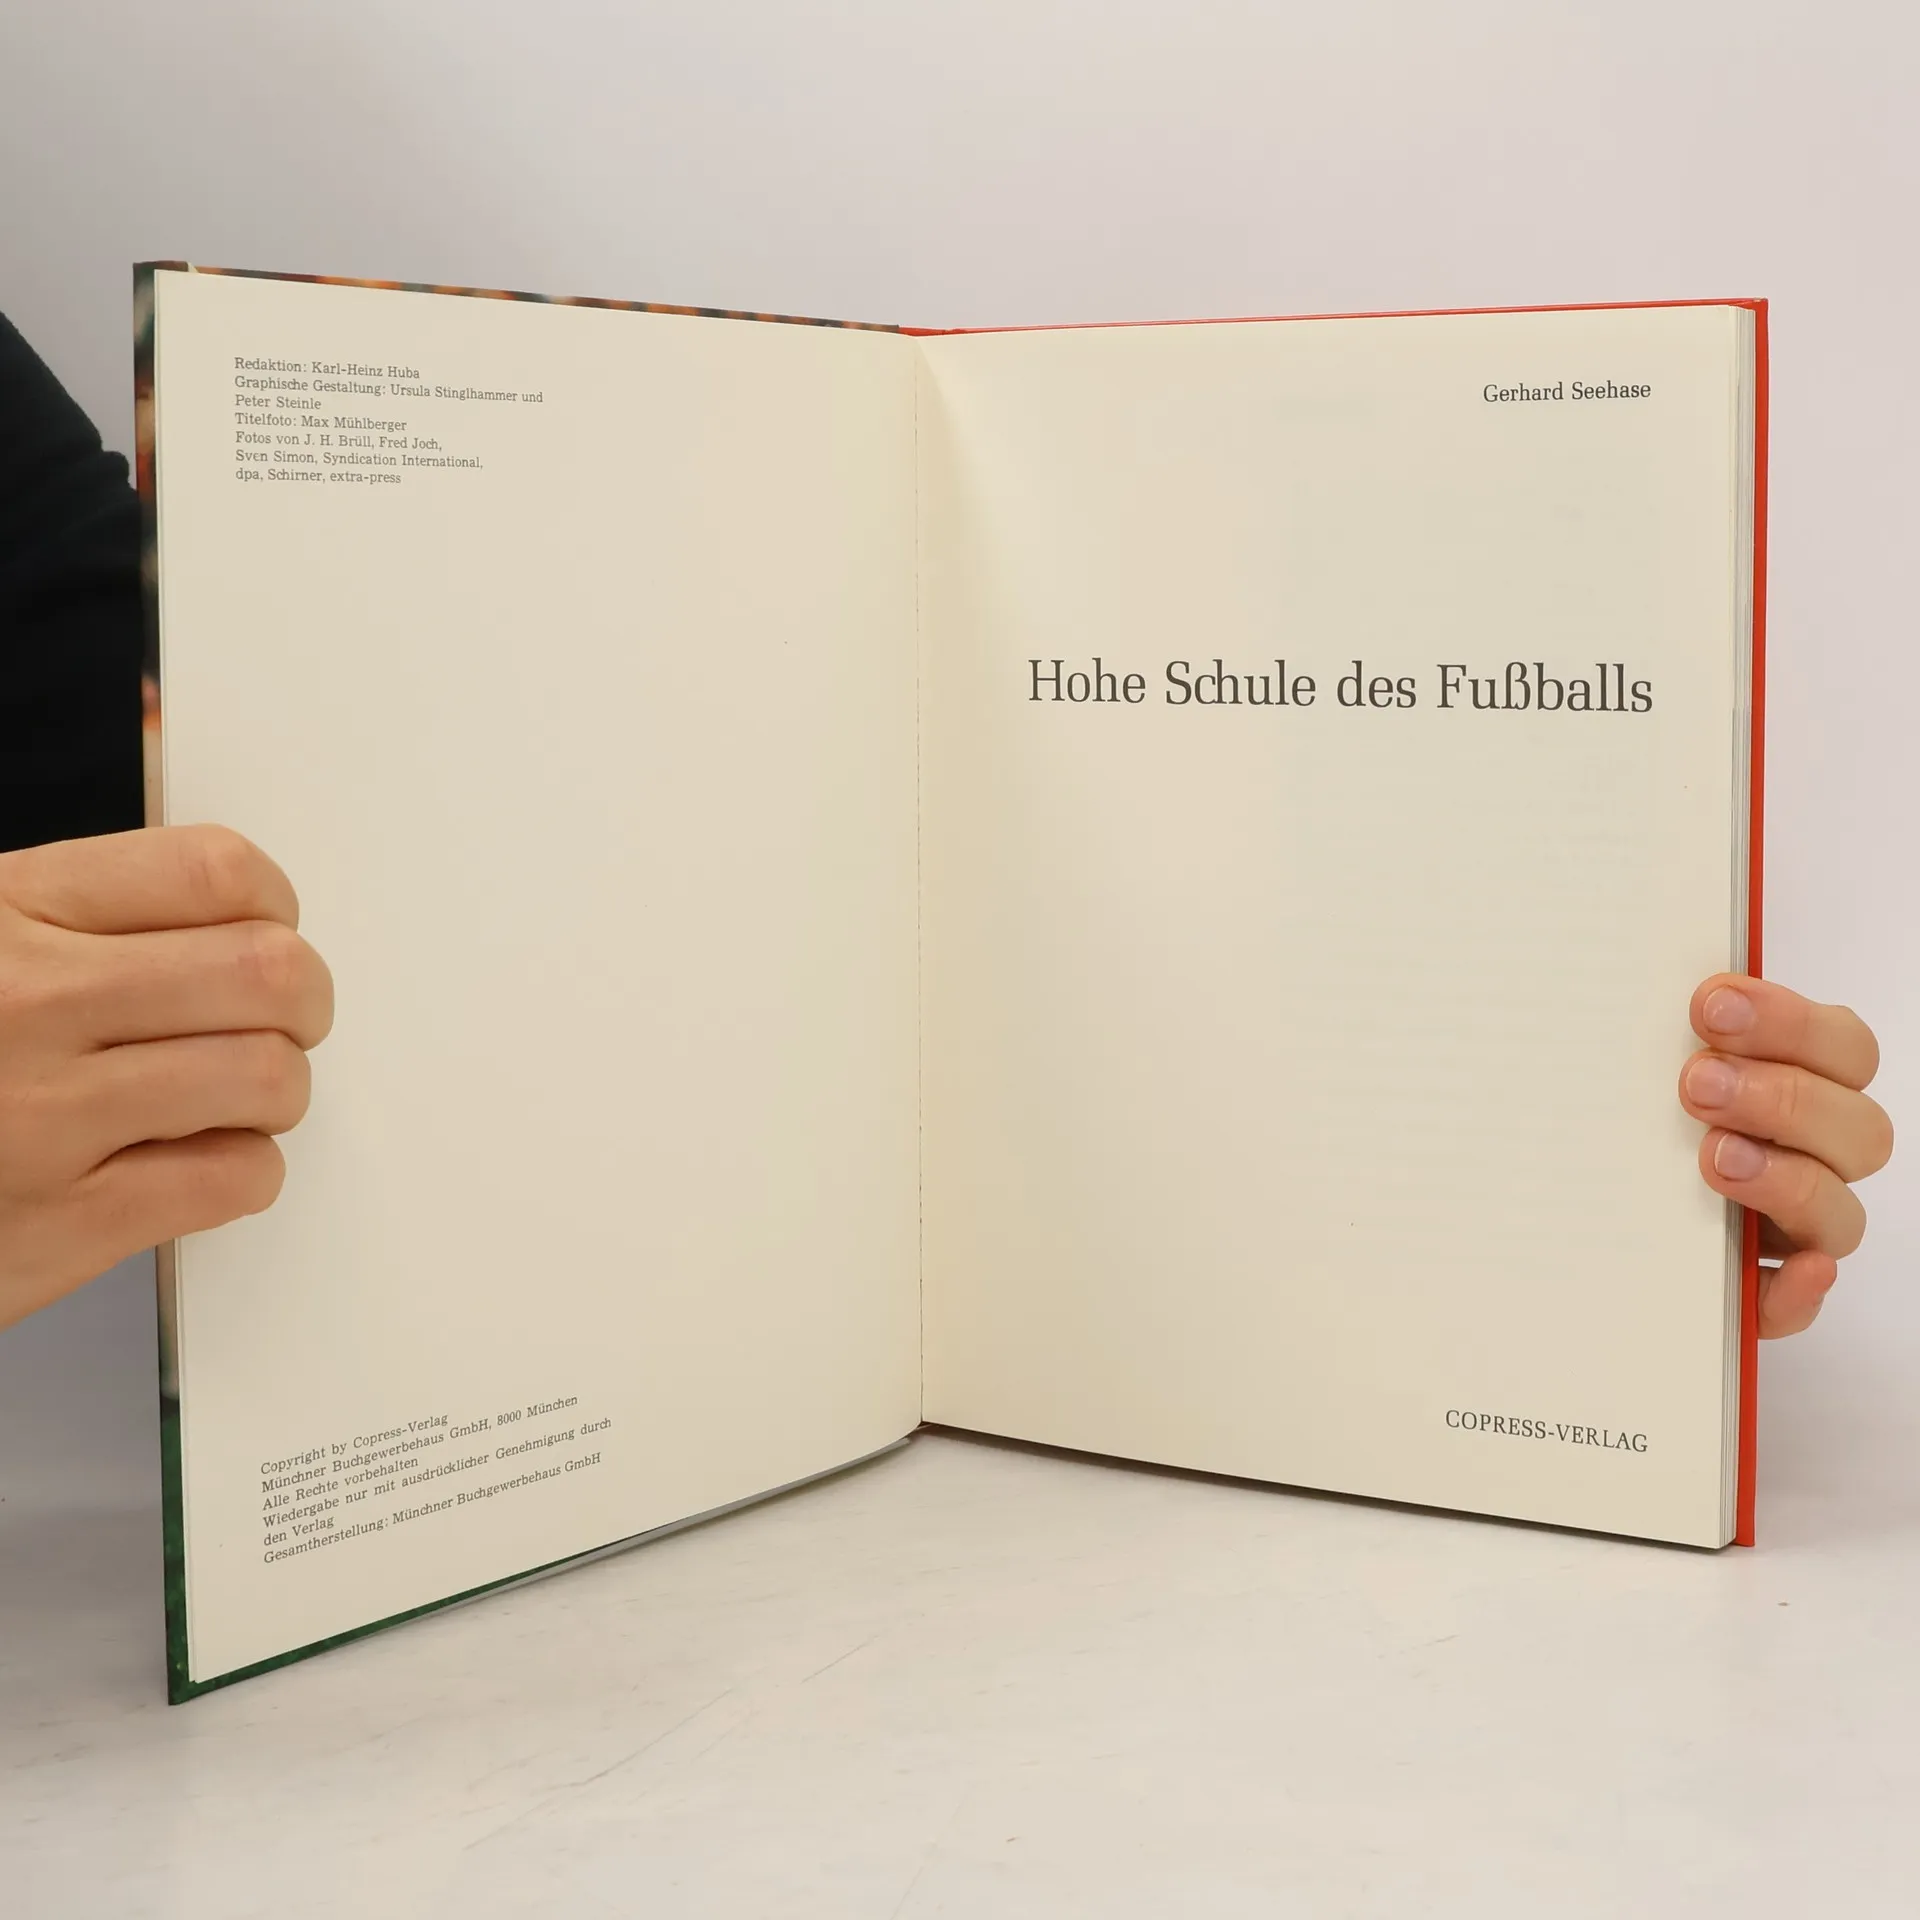 Redaktion: Karl-Heinz Huba
Graphische Gestaltung: Ursula Stinglhammer und
Peter Steinle
Titelfoto: Max Mühlberger
Fotos von J. H. Brüll, Fred Joch,
Sven Simon, Syndication International,
dpa, Schirner, extra-press
Copyright by Copress-Verlag
Münchner Buchgewerbehaus GmbH, 8000 München
Alle Rechte vorbehalten
Wiedergabe nur mit ausdrücklicher Genehmigung durch
den Verlag
Gesamtherstellung: Münchner Buchgewerbehaus GmbH
Gerhard Seehase
Hohe Schule des Fußballs
COPRESS-VERLAG